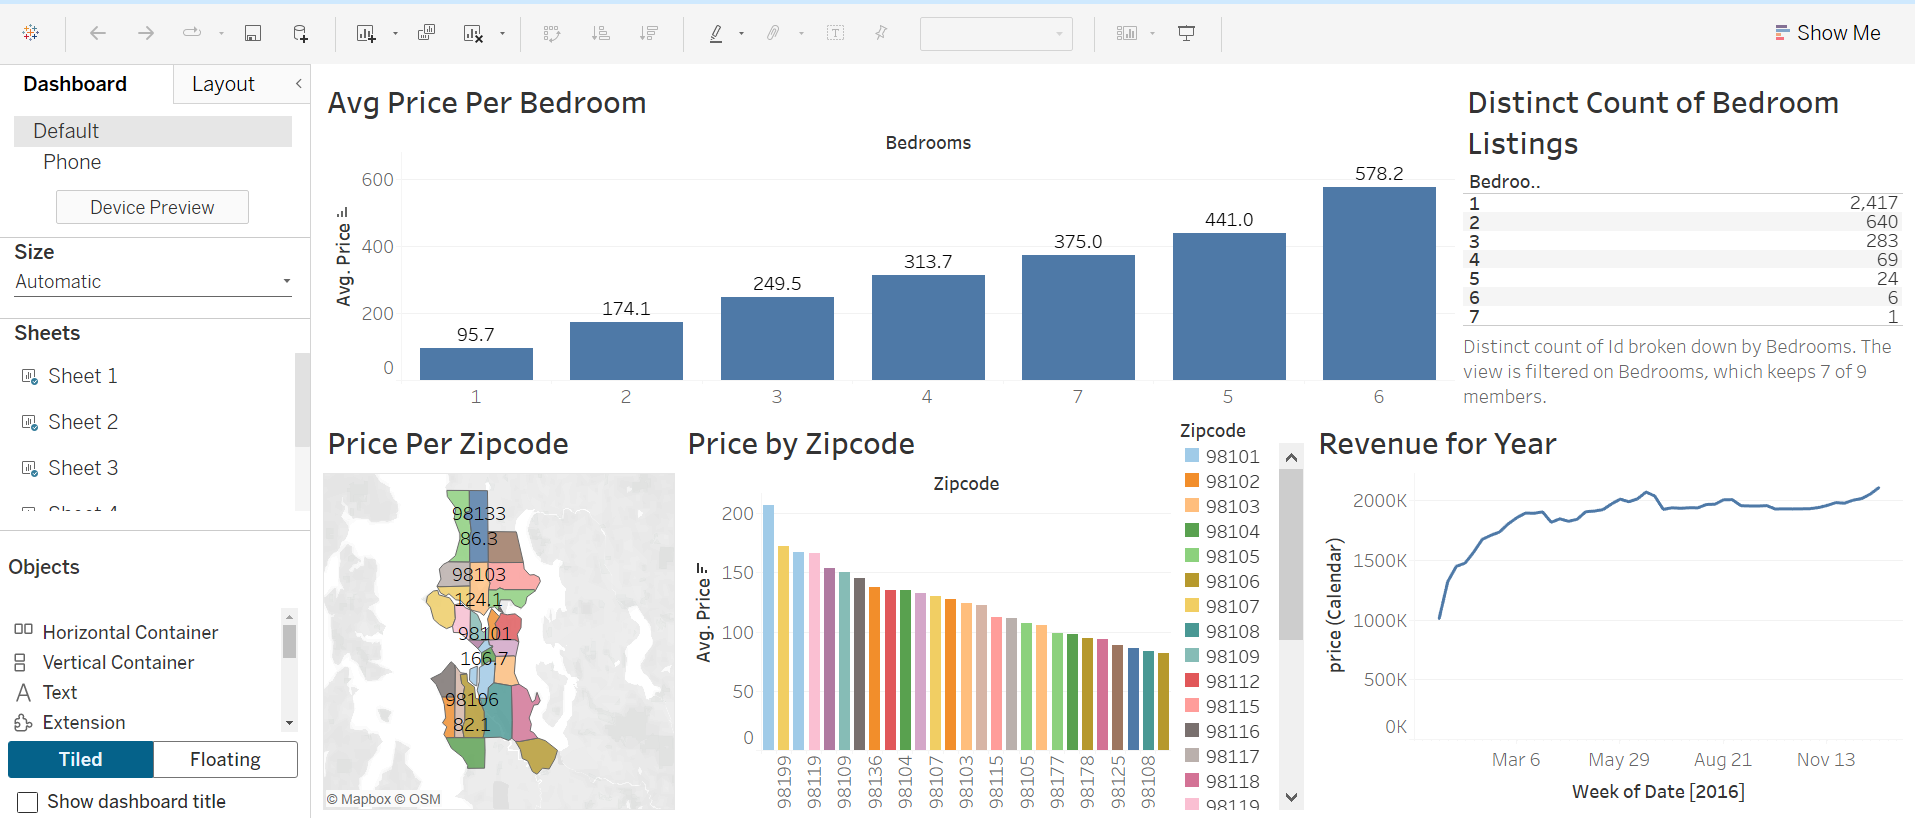 Show Me
Dashboard
Layout
Default
Phone
Device Preview
Size
Automatic
Sheets
Sheet 1
Sheet 2
Sheet 3
Objects
Horizontal Container
Vertical Container
Text
Extension
Tiled
Floating
Show dashboard title
Avg Price Per Bedroom
Bedrooms
Avg. Price
600
400
200
0
95.7
174.1
249.5
313.7
375.0
441.0
578.2
1
2
3
4
7
5
6
Distinct Count of Bedroom
Listings
Bedroo..
1 2,417
2 640
3 283
4 69
5 24
6 6
7 1
Distinct count of Id broken down by Bedrooms. The
view is filtered on Bedrooms, which keeps 7 of 9
members.
Price Per Zipcode
98133
86.3
98103
124.1
98101
166.7
98106
82.1
© Mapbox © OSM
Price by Zipcode
Zipcode
Avg. Price
200
150
100
50
0
98199
98119
98109
98136
98104
98107
98103
98115
98105
98177
98178
98125
98108
Zipcode
98101
98102
98103
98104
98105
98106
98107
98108
98109
98112
98115
98116
98117
98118
98119
Revenue for Year
price (Calendar)
2000K
1500K
1000K
500K
0K
Mar 6
May 29
Aug 21
Nov 13
Week of Date [2016]